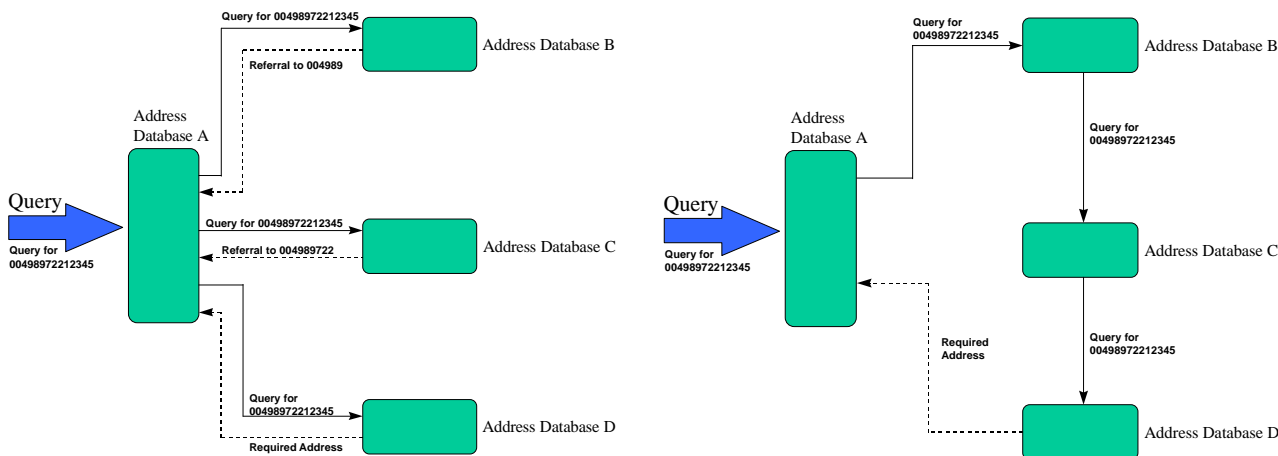 Query for 00498972212345
Address Database B
Referral to 004989
Address
Database A
Query
Query for
00498972212345
Query for 00498972212345
Referral to 004989722
Address Database C
Query for
00498972212345
Required Address
Address Database D
Query for
00498972212345
Address Database B
Address
Database A
Query for
00498972212345
Query
Query for
00498972212345
Address Database C
Required
Address
Query for
00498972212345
Address Database D